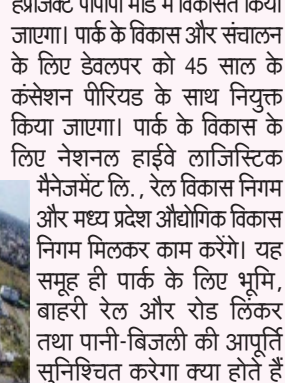 हप्रोजेक्ट पीपीपी मोड में विकसित किया
जाएगा। पार्क के विकास और संचालन
के लिए डेवलपर को 45 साल के
कंसेशन पीरियड के साथ नियुक्त
किया जाएगा। पार्क के विकास के
लिए नेशनल हाईवे लाजिस्टिक
मैनेजमेंट लि., रेल विकास निगम
और मध्य प्रदेश औद्योगिक विकास
निगम मिलकर काम करेंगे। यह
समूह ही पार्क के लिए भूमि,
बाहरी रेल और रोड लिंकर
तथा पानी-बिजली की आपूर्ति
सुनिश्चित करेगा क्या होते हैं